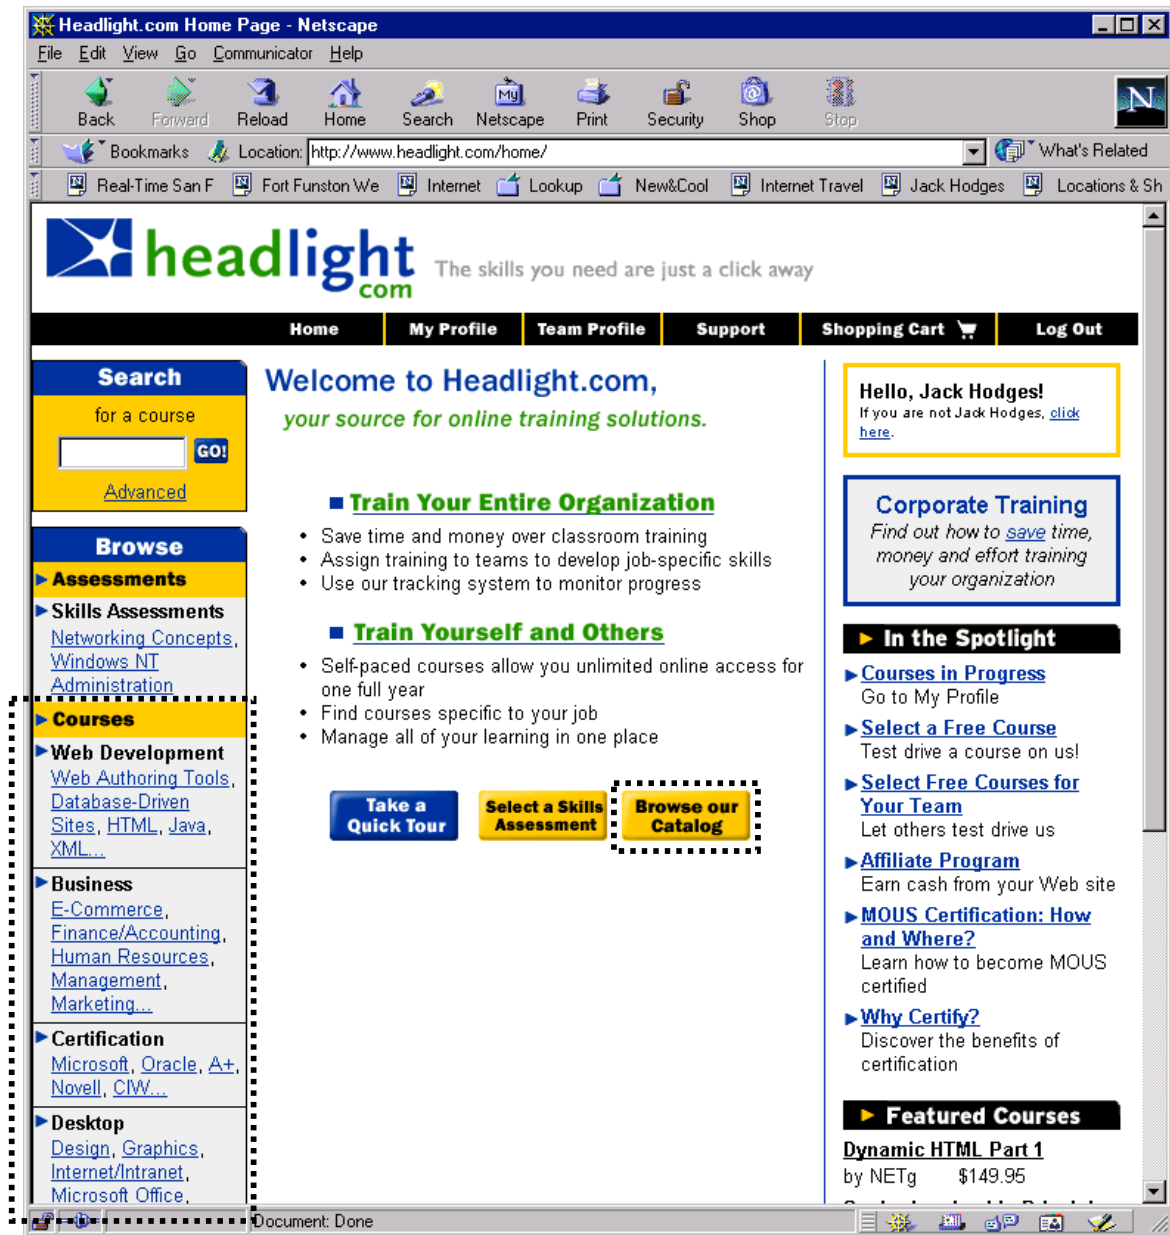 Headlight.com Home Page - Netscape
File Edit View Go Communicator Help
Back Forward Reload Home Search Netscape Print Security Shop Stop
My
N
Bookmarks Location: http://www.headlight.com/home/ What's Related
Real-Time San F Fort Funston We Internet Lookup New&Cool Internet Travel Jack Hodges Locations & Sh
headlight
com
The skills you need are just a click away
Home My Profile Team Profile Support Shopping Cart Log Out
Search
for a course
GO!
Advanced
Browse
Assessments
Skills Assessments
Networking Concepts,
Windows NT
Administration
Courses
Web Development
Web Authoring Tools,
Database-Driven
Sites, HTML, Java,
XML...
Business
E-Commerce,
Finance/Accounting,
Human Resources,
Management,
Marketing...
Certification
Microsoft, Oracle, A+,
Novell, CIW...
Desktop
Design, Graphics,
Internet/Intranet,
Microsoft Office,
Welcome to Headlight.com,
your source for online training solutions.
Train Your Entire Organization
• Save time and money over classroom training
• Assign training to teams to develop job-specific skills
• Use our tracking system to monitor progress
Train Yourself and Others
• Self-paced courses allow you unlimited online access for
one full year
• Find courses specific to your job
• Manage all of your learning in one place
Take a
Quick Tour
Select a Skills
Assessment
Browse our
Catalog
Hello, Jack Hodges!
If you are not Jack Hodges, click
here.
Corporate Training
Find out how to save time,
money and effort training
your organization
In the Spotlight
Courses in Progress
Go to My Profile
Select a Free Course
Test drive a course on us!
Select Free Courses for
Your Team
Let others test drive us
Affiliate Program
Earn cash from your Web site
MOUS Certification: How
and Where?
Learn how to become MOUS
certified
Why Certify?
Discover the benefits of
certification
Featured Courses
Dynamic HTML Part 1
by NETg $149.95
Document: Done